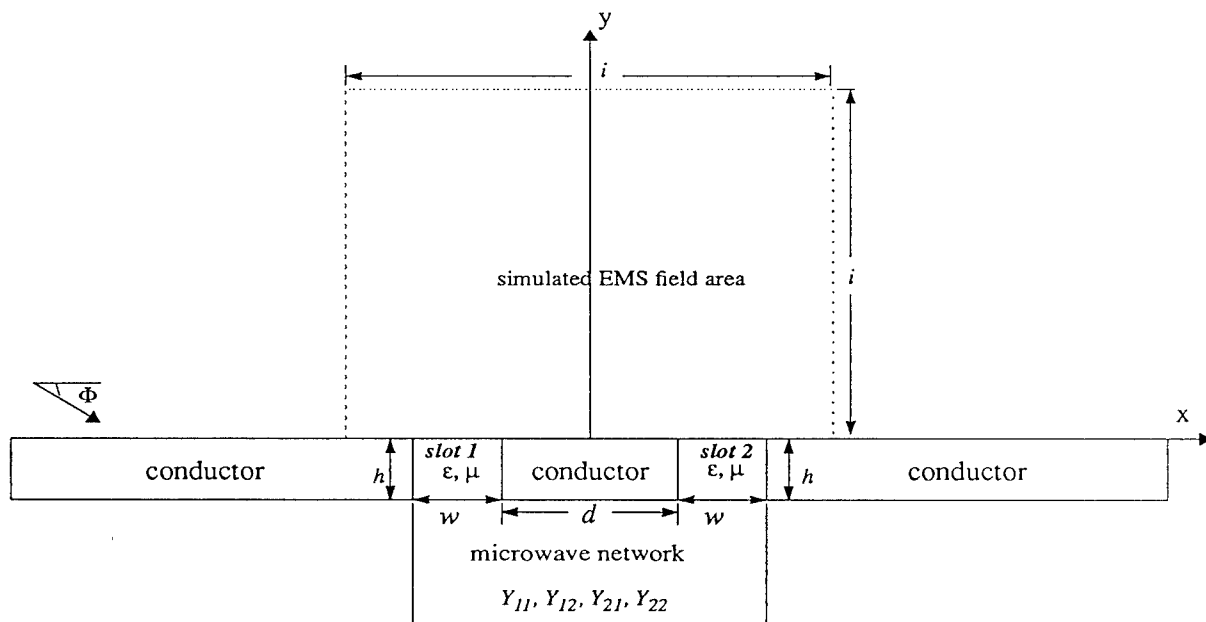 y
i
simulated EMS field area
i
Φ
x
slot 1
slot 2
conductor
h
ε, μ
conductor
ε, μ
h
conductor
w
d
w
microwave network
Y11, Y12, Y21, Y22